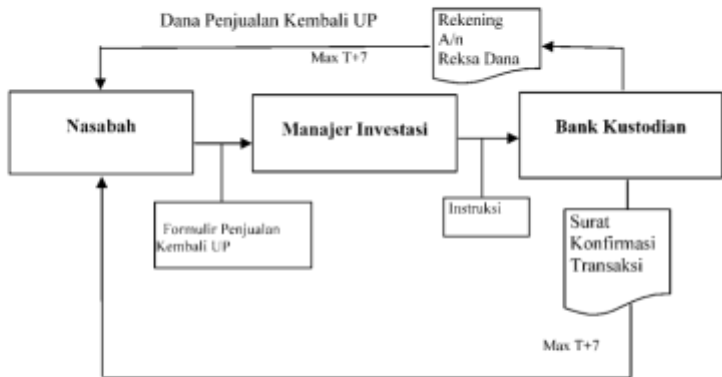 Dana Penjualan Kembali UP
Rekening
A/n
Reksa Dana
Max T+7
Nasabah
Manajer Investasi
Bank Kustodian
Formulir Penjualan
Kembali UP
Instruksi
Surat
Konfirmasi
Transaksi
Max T+7